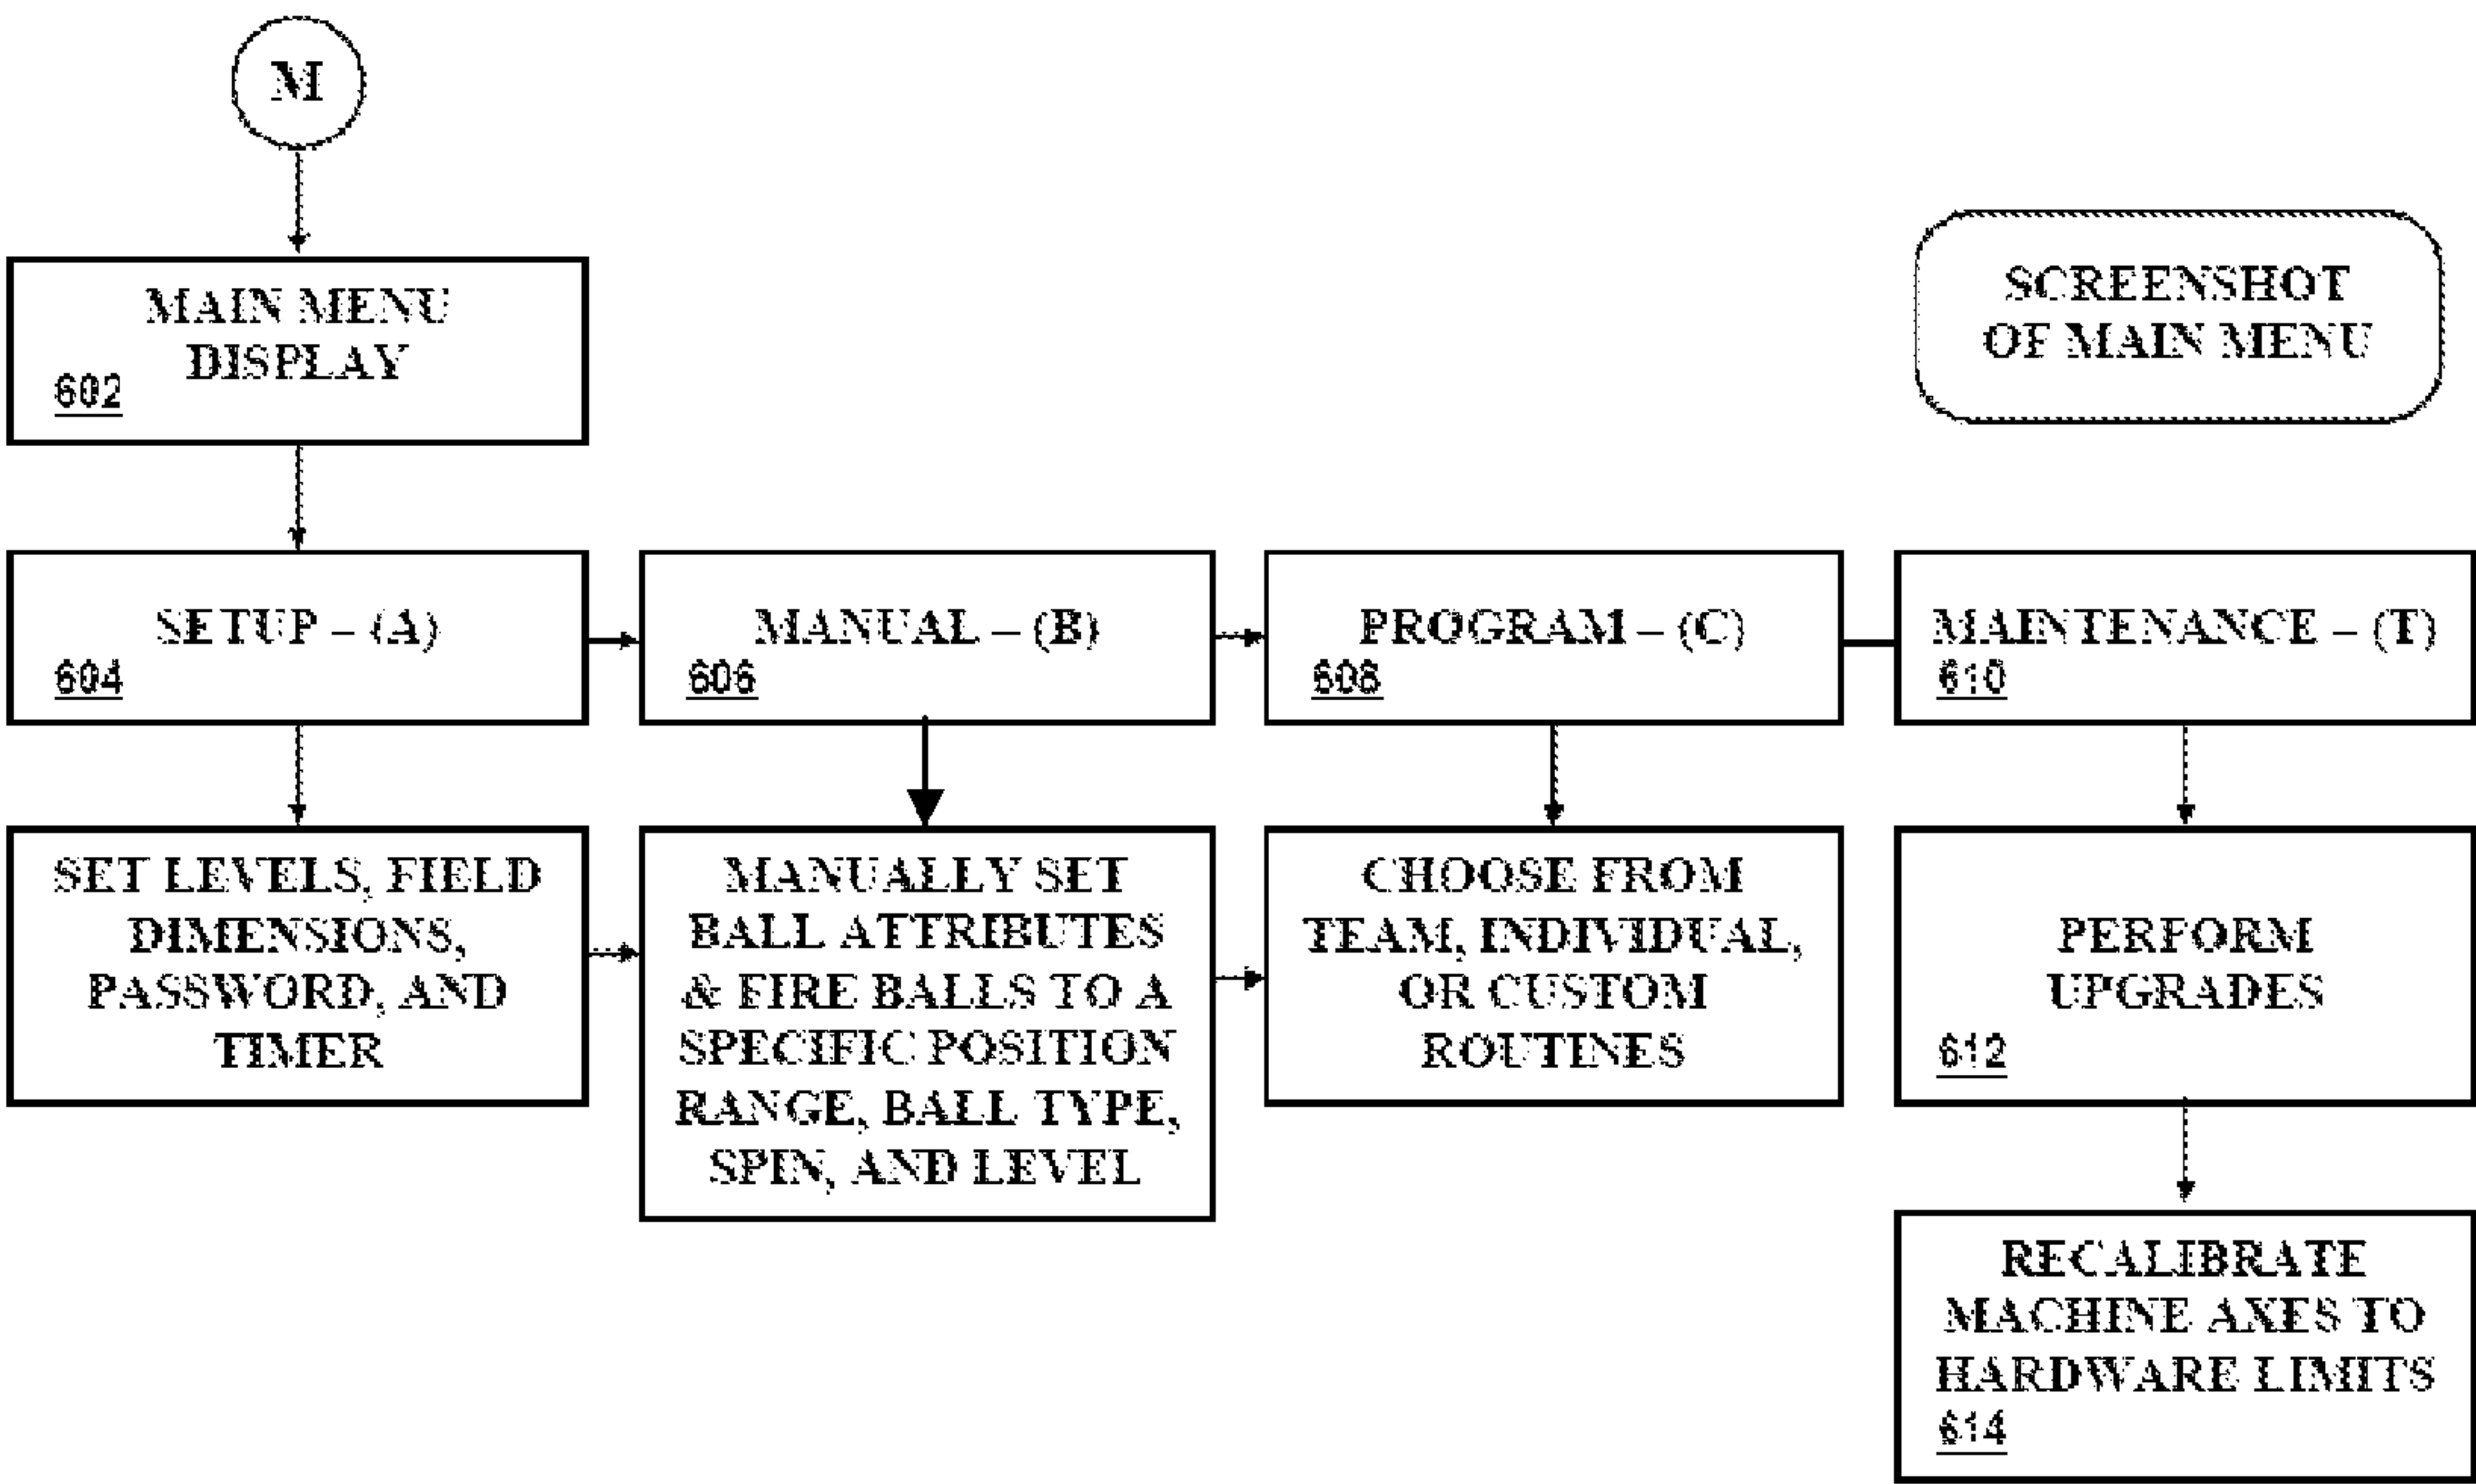 M
MAIN MENU
DISPLAY
602
SCREENSHOT
OF MAIN MENU
SETUP – (A)
604
MANUAL – (B)
606
PROGRAM – (C)
608
MAINTENANCE – (T)
610
SET LEVELS, FIELD
DIMENSIONS,
PASSWORD, AND
TIMER
MANUALLY SET
BALL ATTRIBUTES
& FIRE BALLS TO A
SPECIFIC POSITION
RANGE, BALL TYPE,
SPIN, AND LEVEL
CHOOSE FROM
TEAM, INDIVIDUAL,
OR CUSTOM
ROUTINES
PERFORM
UPGRADES
612
RECALIBRATE
MACHINE AXES TO
HARDWARE LIMITS
614